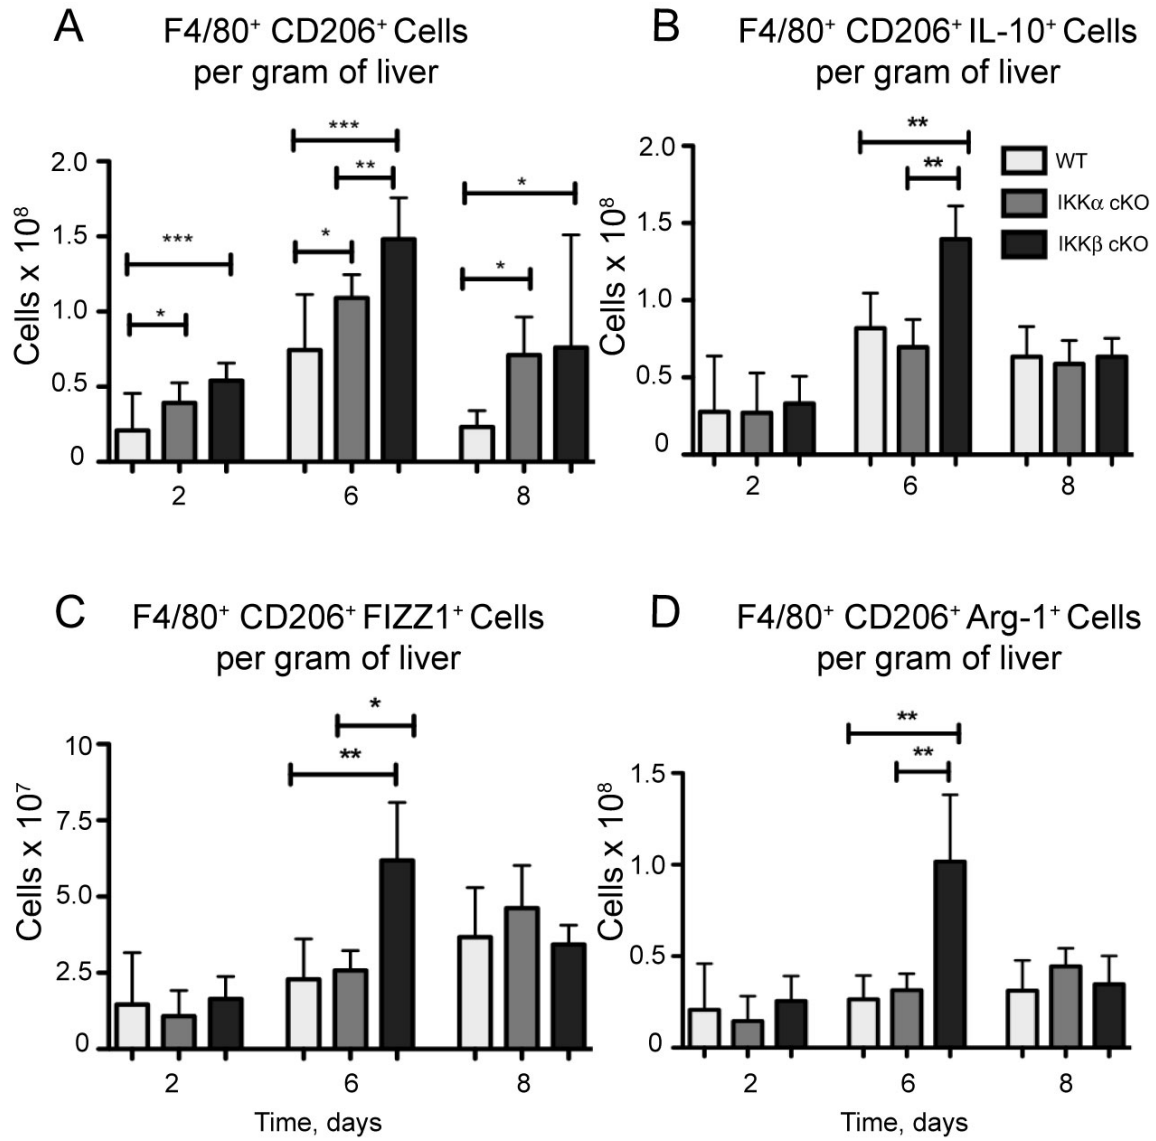 A
F4/80⁺ CD206⁺ Cells
per gram of liver
Cells x 10⁸
2.0
1.5
1.0
0.5
0
***
**
*
***
*
*
*
2
6
8
B
F4/80⁺ CD206⁺ IL-10⁺ Cells
per gram of liver
Cells x 10⁸
2.0
1.5
1.0
0.5
0
**
**
WT
IKKα cKO
IKKβ cKO
2
6
8
C
F4/80⁺ CD206⁺ FIZZ1⁺ Cells
per gram of liver
Cells x 10⁷
10
7.5
5.0
2.5
0
*
**
2
6
8
Time, days
D
F4/80⁺ CD206⁺ Arg-1⁺ Cells
per gram of liver
Cells x 10⁸
1.5
1.0
0.5
0
**
**
2
6
8
Time, days